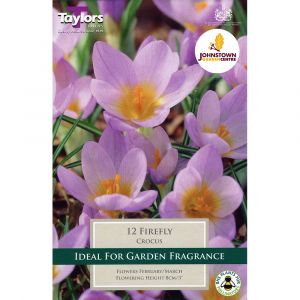 Taylors
JOHNSTOWN
GARDEN CENTRE
12 FIREFLY
CROCUS
IDEAL FOR GARDEN FRAGRANCE
FLOWERS FEBRUARY/MARCH
FLOWERING HEIGHT 8CM/3"